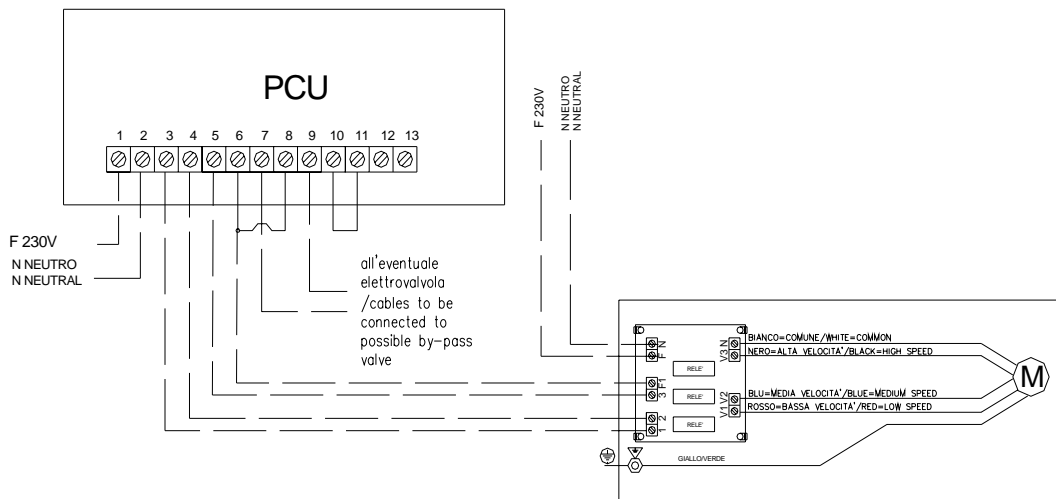 PCU
1 2 3 4 5 6 7 8 9 10 11 12 13
F 230V
N NEUTRO
N NEUTRAL
all'eventuale
elettrovalvola
/cables to be
connected to
possible by-pass
valve
F 230V
N NEUTRO
N NEUTRAL
N
F
F1
3
2
1
RELE'
RELE'
RELE'
N
V3
V2
V1
BIANCO=COMUNE/WHITE=COMMON
NERO=ALTA VELOCITA'/BLACK=HIGH SPEED
BLU=MEDIA VELOCITA'/BLUE=MEDIUM SPEED
ROSSO=BASSA VELOCITA'/RED=LOW SPEED
M
GIALLO/VERDE